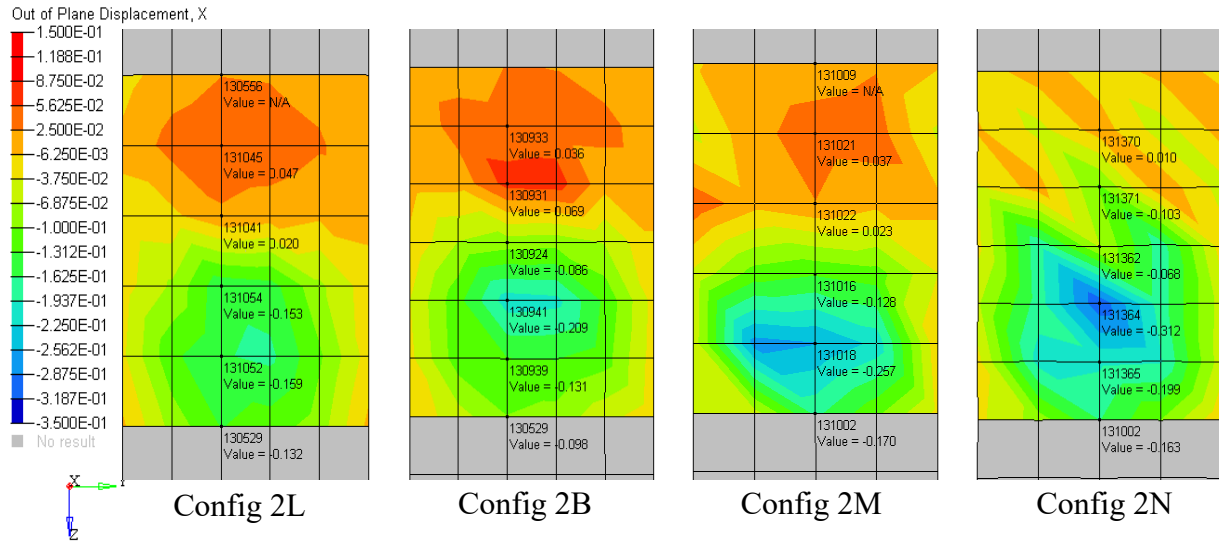 Out of Plane Displacement, X
1.500E-01
1.188E-01
8.750E-02
5.625E-02
2.500E-02
-6.250E-03
-3.750E-02
-6.875E-02
-1.000E-01
-1.312E-01
-1.625E-01
-1.937E-01
-2.250E-01
-2.562E-01
-2.875E-01
-3.187E-01
-3.500E-01
No result
X
Z
130556
Value = N/A
131045
Value = 0.047
131041
Value = 0.020
131054
Value = -0.153
131052
Value = -0.159
130529
Value = -0.132
Config 2L
130933
Value = 0.036
130931
Value = 0.069
130924
Value = -0.086
130941
Value = -0.209
130939
Value = -0.131
130529
Value = -0.098
Config 2B
131009
Value = N/A
131021
Value = 0.037
131022
Value = 0.023
131016
Value = -0.128
131018
Value = -0.257
131002
Value = -0.170
Config 2M
131370
Value = 0.010
131371
Value = -0.103
131362
Value = -0.068
131364
Value = -0.312
131365
Value = -0.199
131002
Value = -0.163
Config 2N